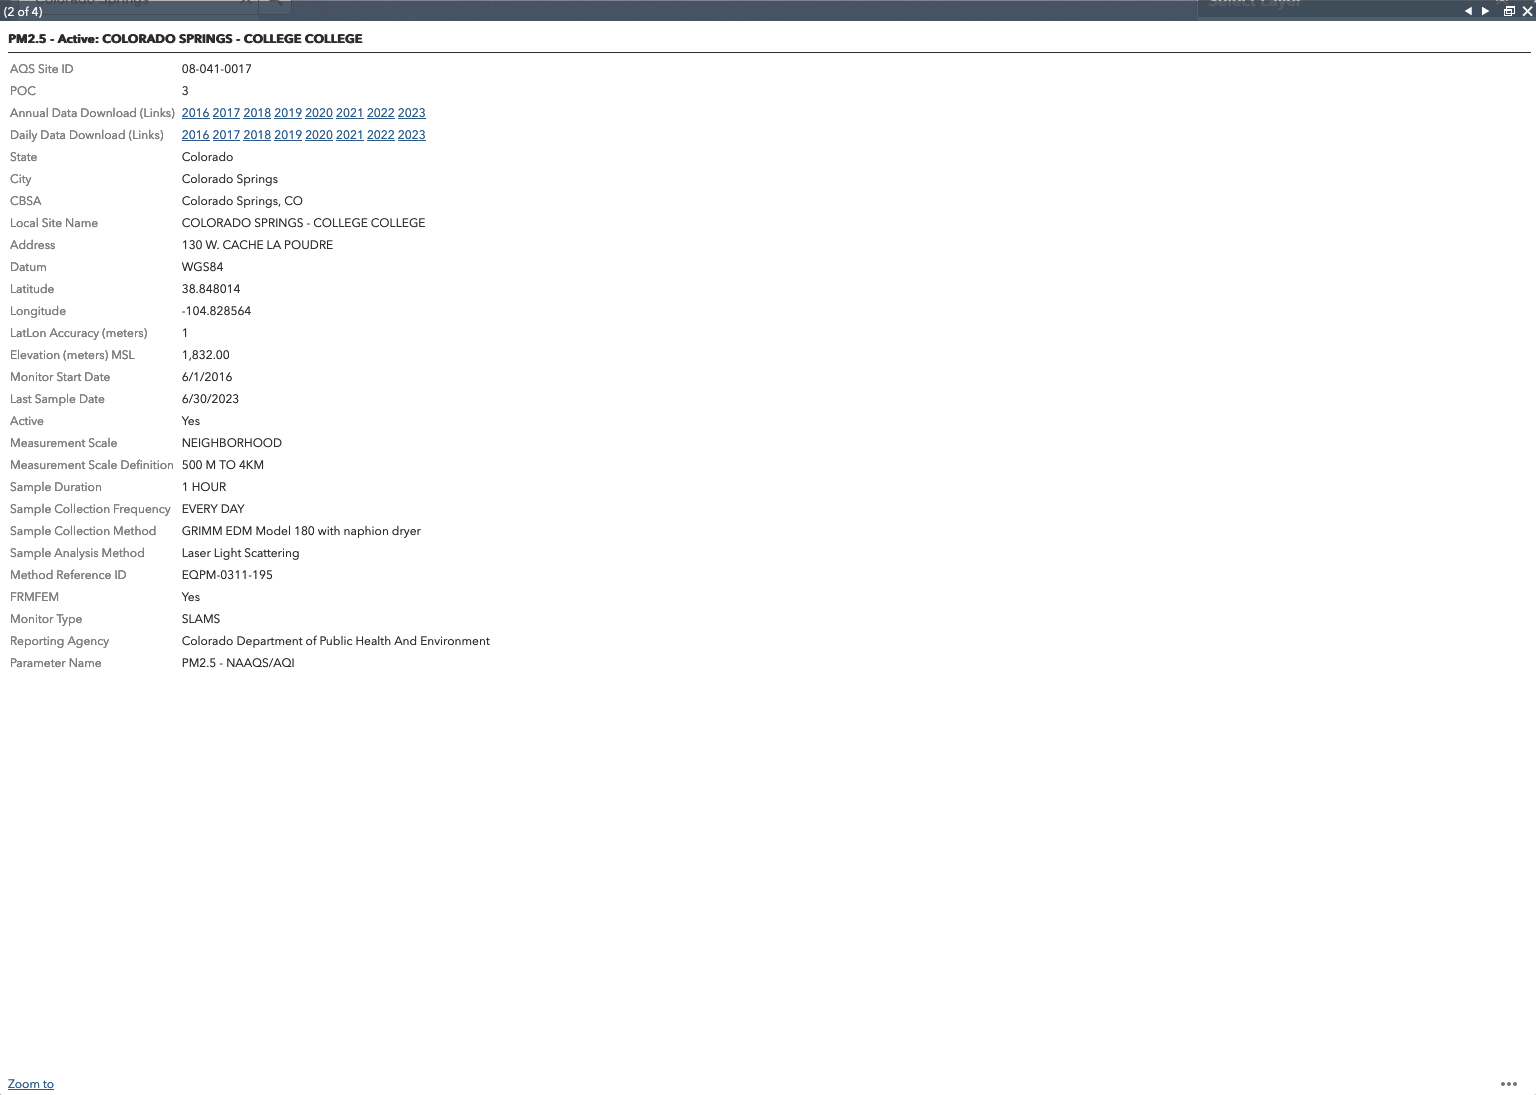 Colorado Springs
Select Layer
(2 of 4)
PM2.5 - Active: COLORADO SPRINGS - COLLEGE COLLEGE
AQS Site ID 08-041-0017
POC 3
Annual Data Download (Links) 2016 2017 2018 2019 2020 2021 2022 2023
Daily Data Download (Links) 2016 2017 2018 2019 2020 2021 2022 2023
State Colorado
City Colorado Springs
CBSA Colorado Springs, CO
Local Site Name COLORADO SPRINGS - COLLEGE COLLEGE
Address 130 W. CACHE LA POUDRE
Datum WGS84
Latitude 38.848014
Longitude -104.828564
LatLon Accuracy (meters) 1
Elevation (meters) MSL 1,832.00
Monitor Start Date 6/1/2016
Last Sample Date 6/30/2023
Active Yes
Measurement Scale NEIGHBORHOOD
Measurement Scale Definition 500 M TO 4KM
Sample Duration 1 HOUR
Sample Collection Frequency EVERY DAY
Sample Collection Method GRIMM EDM Model 180 with naphion dryer
Sample Analysis Method Laser Light Scattering
Method Reference ID EQPM-0311-195
FRMFEM Yes
Monitor Type SLAMS
Reporting Agency Colorado Department of Public Health And Environment
Parameter Name PM2.5 - NAAQS/AQI
Zoom to